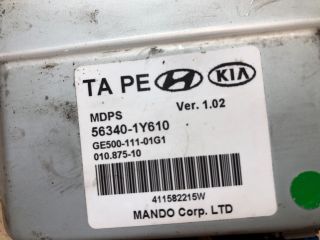 TA PE HYUNDAI KIA
MDPS Ver. 1.02
56340-1Y610
GE500-111-01G1
010.875-10
411582215W
MANDO Corp. LTD